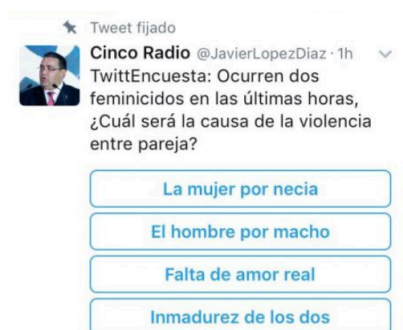 Tweet fijado
Cinco Radio @JavierLopezDiaz · 1h
TwittEncuesta: Ocurren dos
feminicidos en las últimas horas,
¿Cuál será la causa de la violencia
entre pareja?
La mujer por necia
El hombre por macho
Falta de amor real
Inmadurez de los dos